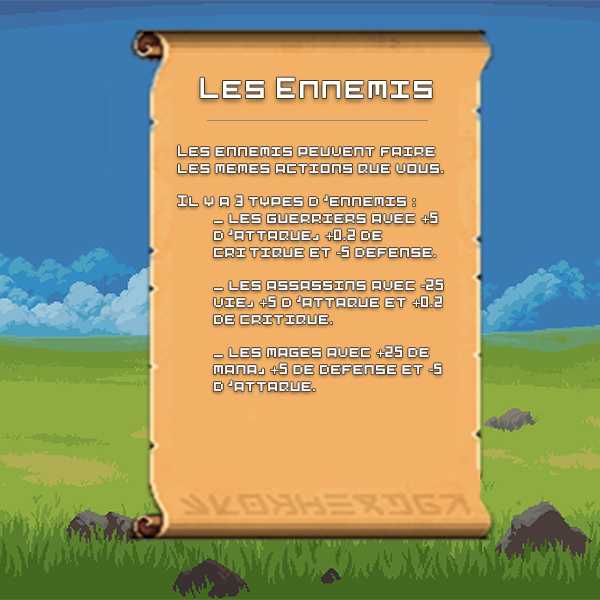 Les Ennemis
Les ennemis peuvent faire
les memes actions que vous.
Il y a 3 types d'ennemis :
- les guerriers avec +5
d'attaque, +0.2 de
critique et -5 defense.
- les assassins avec -25
vie, +5 d'attaque et +0.2
de critique.
- les mages avec +25 de
mana, +5 de defense et -5
d'attaque.